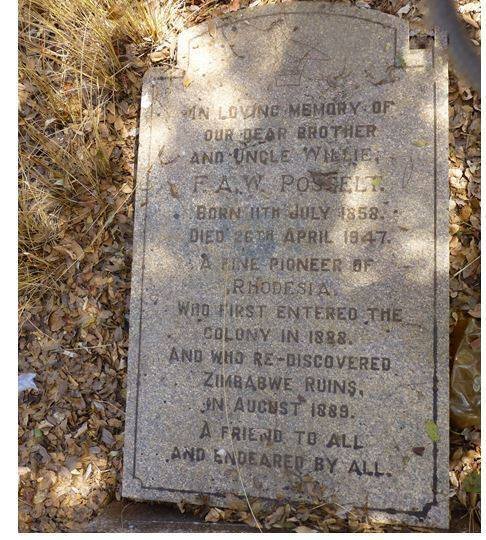 IN LOVING MEMORY OF
OUR DEAR BROTHER
AND UNCLE WILLIE.
F.A.W. POSSELT.
BORN 11TH JULY 1858.
DIED 26TH APRIL 1947.
A FINE PIONEER OF
RHODESIA.
WHO FIRST ENTERED THE
COLONY IN 1888.
AND WHO RE-DISCOVERED
ZIMBABWE RUINS,
IN AUGUST 1889.
A FRIEND TO ALL
AND ENDEARED BY ALL.